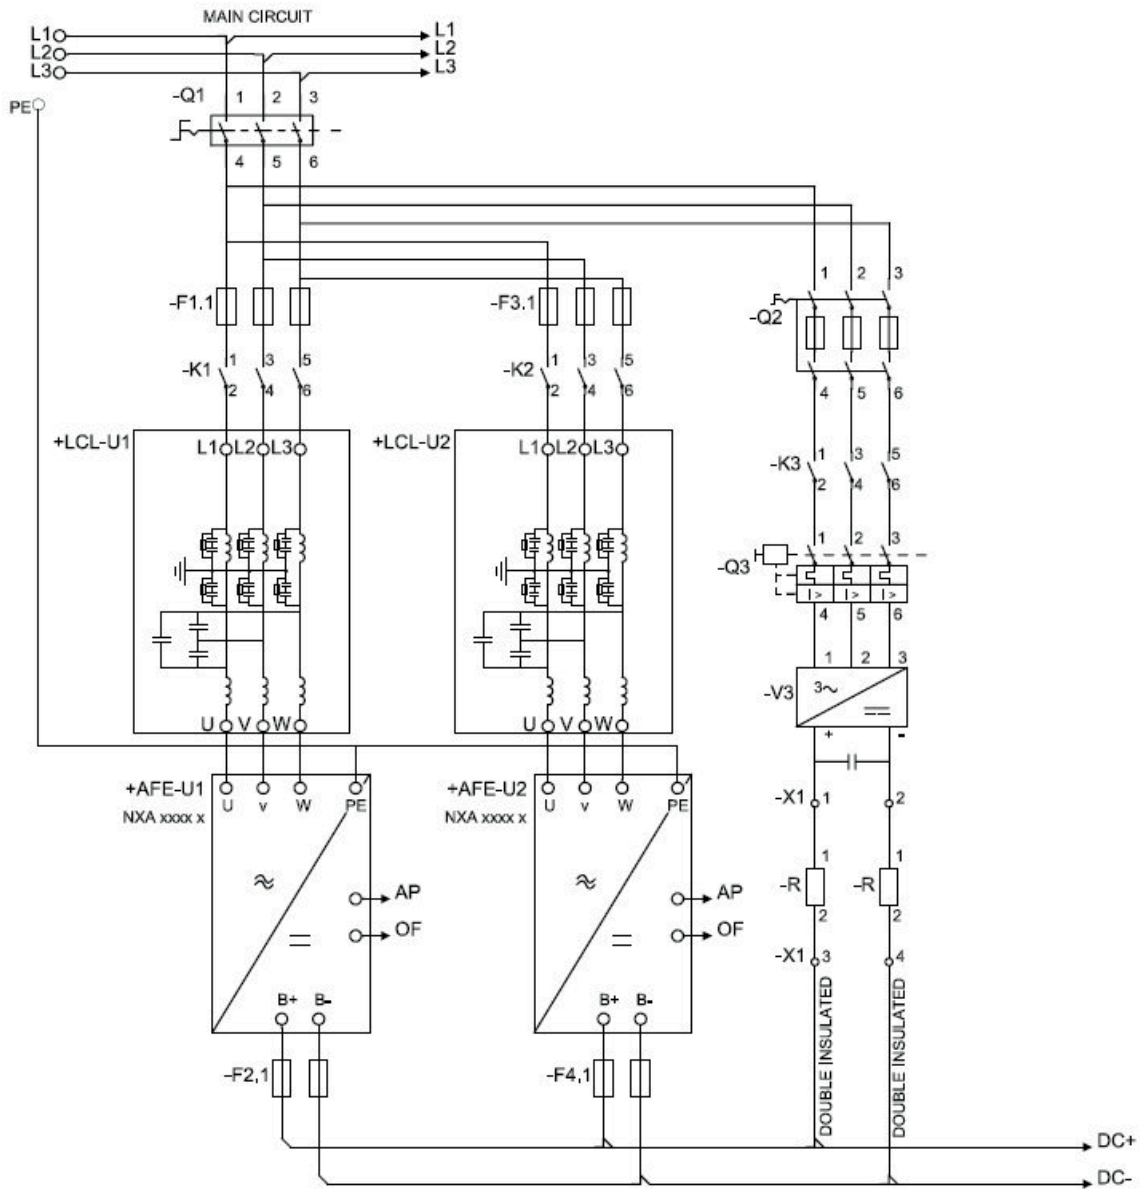 MAIN CIRCUIT
L1 L1
L2 L2
L3 L3
PE
-Q1 1 2 3
4 5 6
1 2 3
-F1.1 -F3.1 -Q2
-K1 1 3 5 -K2 1 3 5
2 4 6 2 4 6 4 5 6
+LCL-U1 L1 L2 L3 +LCL-U2 L1 L2 L3
-K3 1 3 5
2 4 6
1 2 3
-Q3
I> I> I>
4 5 6
1 2 3
-V3 3~
U V W U V W
+ -
+AFE-U1 U v W PE +AFE-U2 U v W PE
NXA xxxx x NXA xxxx x
-X1 1 2
1 1
AP AP -R -R
2 2
OF OF
-X1 3 4
B+ B- B+ B-
DOUBLE INSULATED DOUBLE INSULATED
-F2,1 -F4,1
DC+
DC-